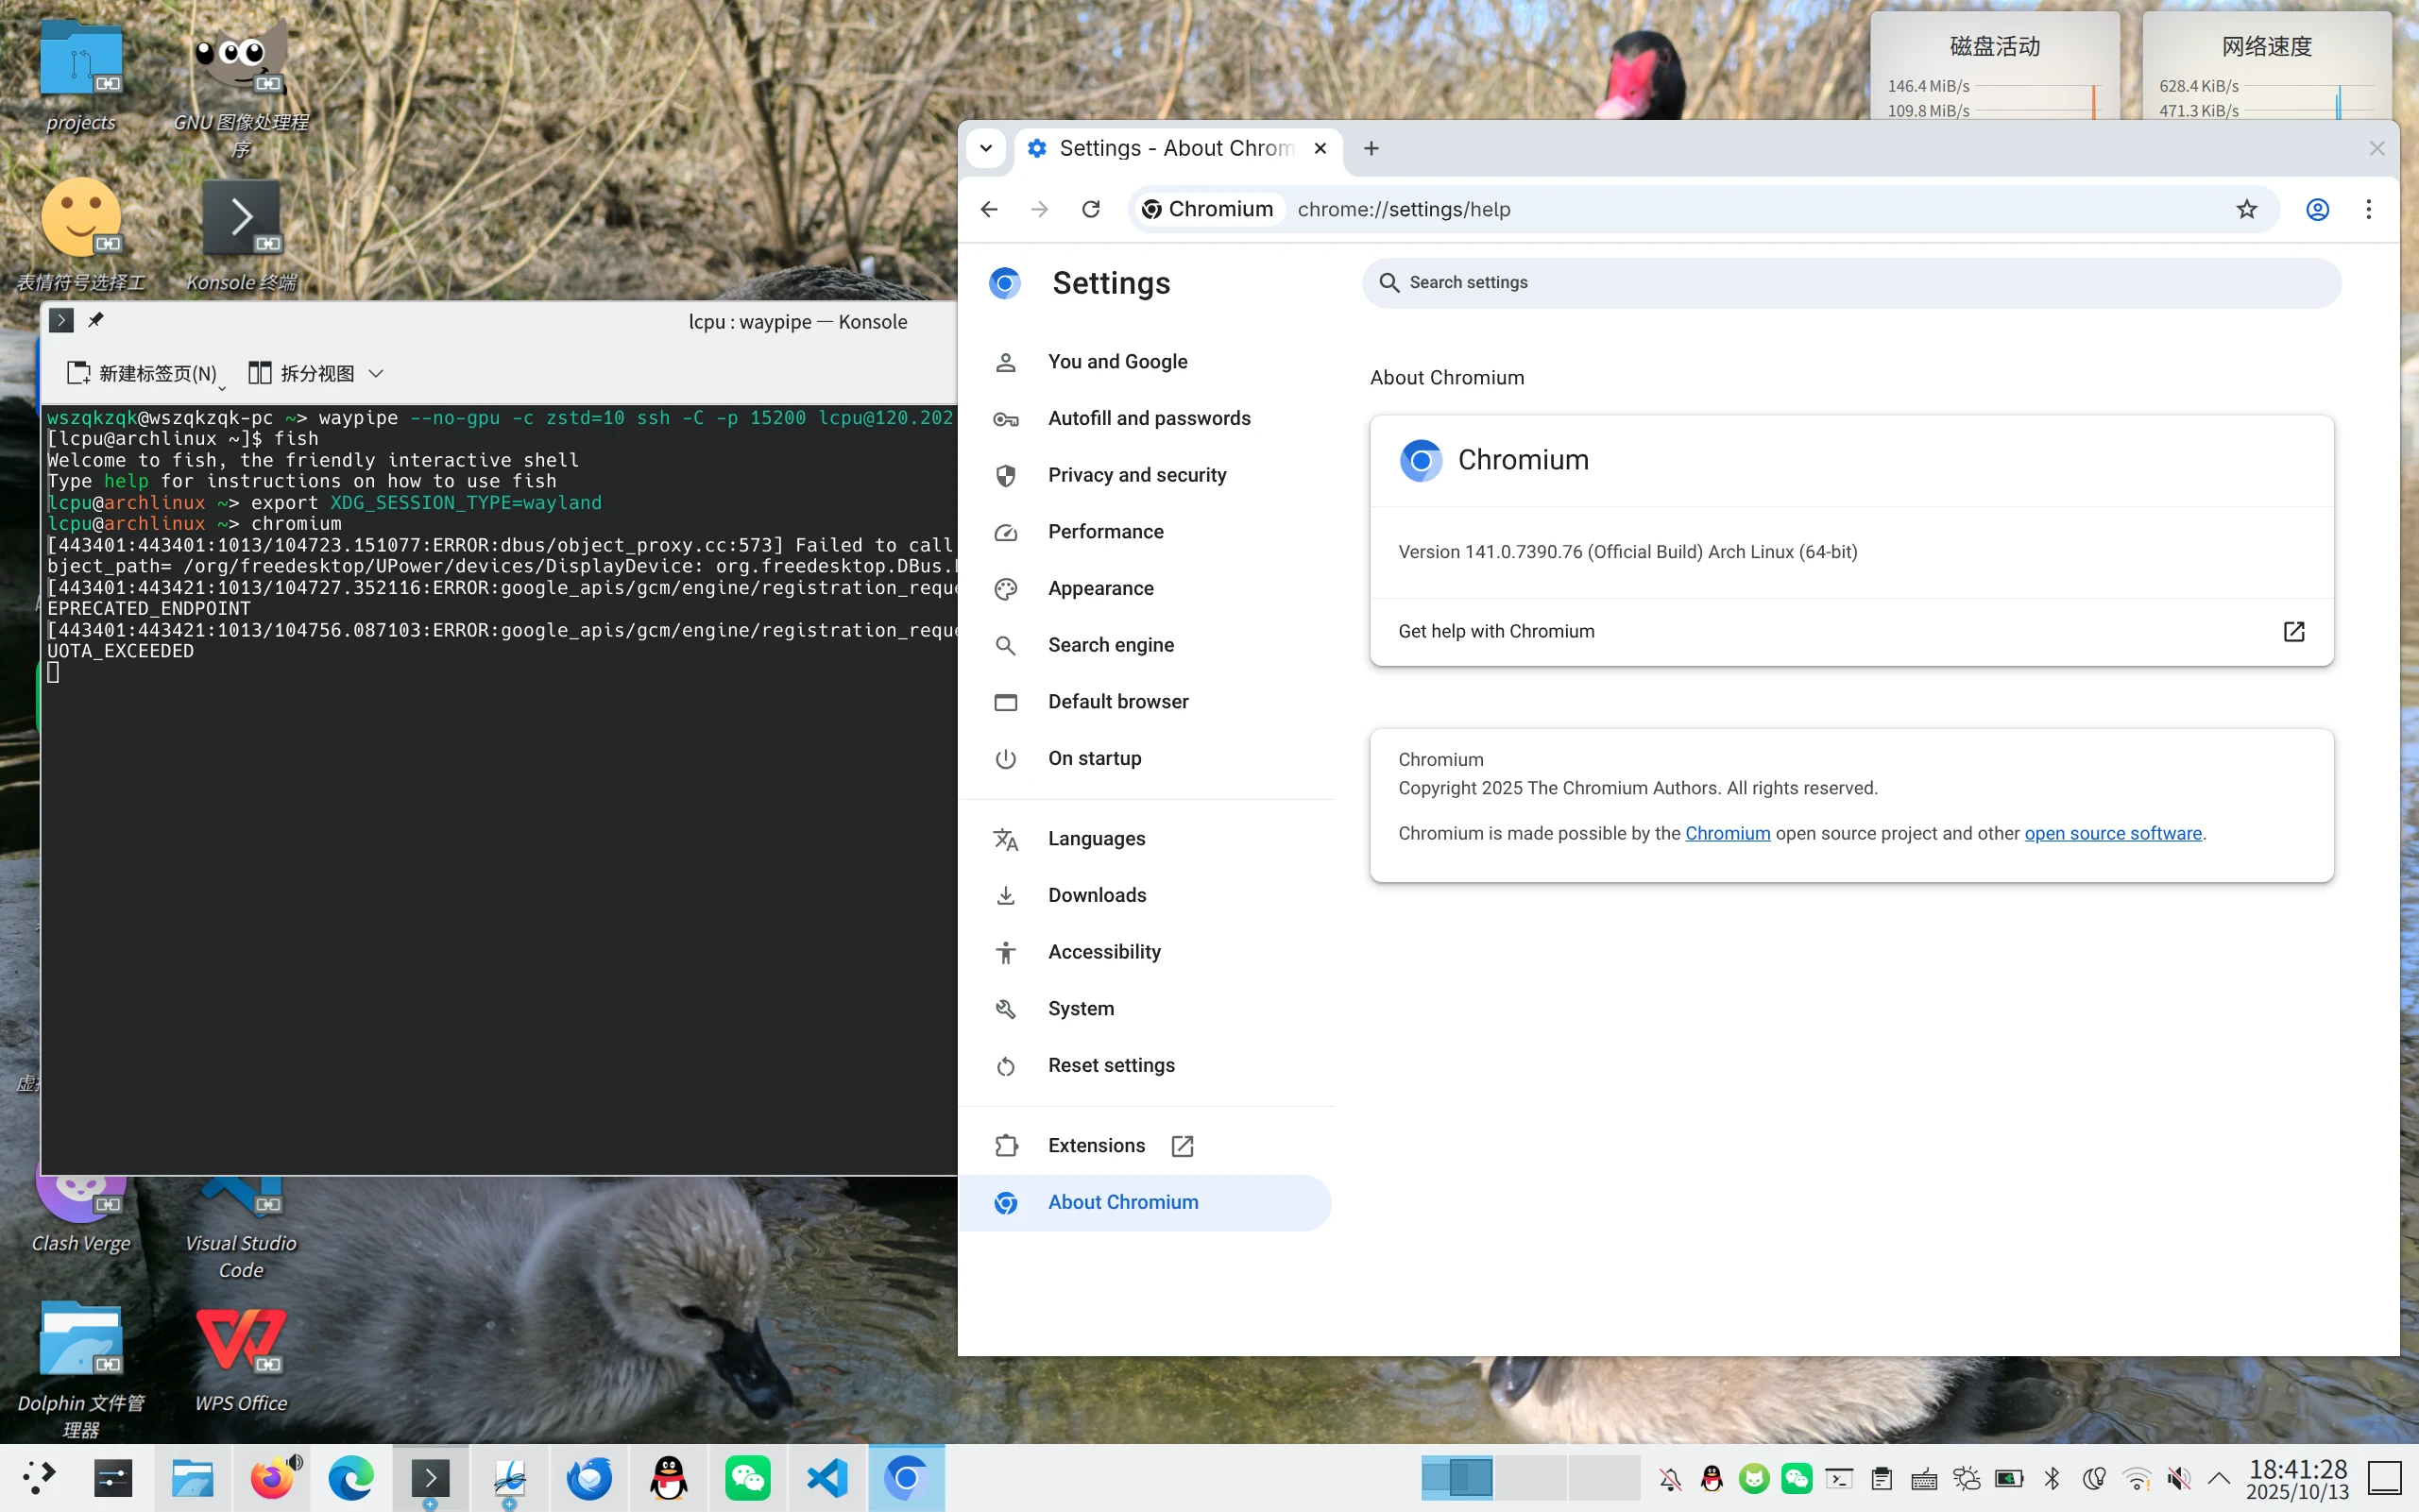 projects
GNU 图像处理程
序
表情符号选择工
Konsole 终端
磁盘活动
146.4 MiB/s
109.8 MiB/s
网络速度
628.4 KiB/s
471.3 KiB/s
lcpu : waypipe — Konsole
新建标签页(N)
拆分视图
wszqkzqk@wszqkzqk-pc ~> waypipe --no-gpu -c zstd=10 ssh -C -p 15200 lcpu@120.202
[lcpu@archlinux ~]$ fish
Welcome to fish, the friendly interactive shell
Type help for instructions on how to use fish
lcpu@archlinux ~> export XDG_SESSION_TYPE=wayland
lcpu@archlinux ~> chromium
[443401:443401:1013/104723.151077:ERROR:dbus/object_proxy.cc:573] Failed to call
bject_path= /org/freedesktop/UPower/devices/DisplayDevice: org.freedesktop.DBus.
[443401:443421:1013/104727.352116:ERROR:google_apis/gcm/engine/registration_reque
EPRECATED_ENDPOINT
[443401:443421:1013/104756.087103:ERROR:google_apis/gcm/engine/registration_reque
UOTA_EXCEEDED
Settings - About Chrom
Chromium
chrome://settings/help
Settings
Search settings
You and Google
Autofill and passwords
Privacy and security
Performance
Appearance
Search engine
Default browser
On startup
Languages
Downloads
Accessibility
System
Reset settings
Extensions
About Chromium
About Chromium
Chromium
Version 141.0.7390.76 (Official Build) Arch Linux (64-bit)
Get help with Chromium
Chromium
Copyright 2025 The Chromium Authors. All rights reserved.
Chromium is made possible by the Chromium open source project and other open source software.
虚
Clash Verge
Visual Studio
Code
Dolphin 文件管
理器
WPS Office
18:41:28
2025/10/13